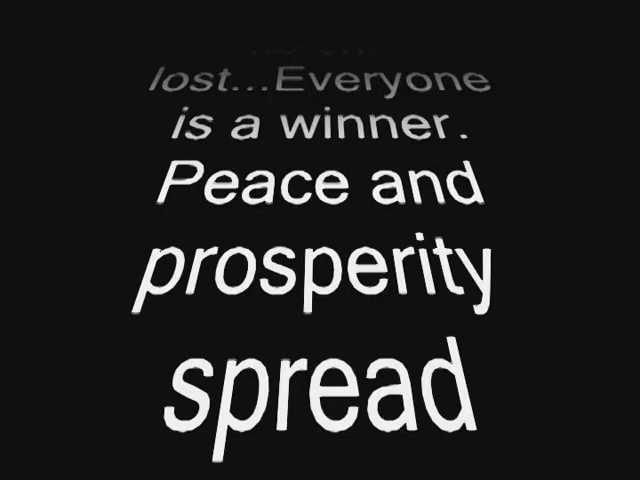 lost...Everyone
is a winner.
Peace and
prosperity
spread